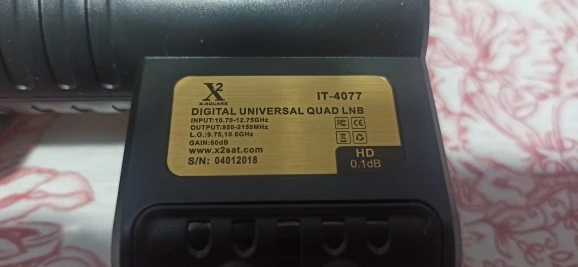 X2
X-SQUARE
IT-4077
DIGITAL UNIVERSAL QUAD LNB
INPUT:10.70-12.75GHz
OUTPUT:950-2150MHz
L.O.:9.75,10.6GHz
GAIN:60dB
www.x2sat.com
S/N: 04012018
HD
0.1dB